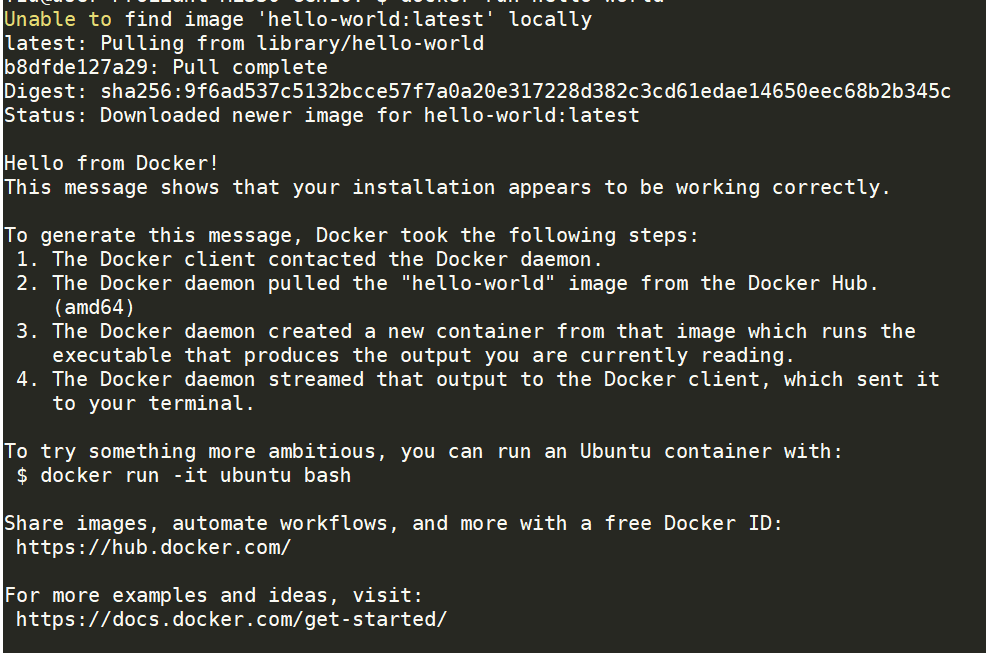 $ docker run hello-world
Unable to find image 'hello-world:latest' locally
latest: Pulling from library/hello-world
b8dfde127a29: Pull complete
Digest: sha256:9f6ad537c5132bcce57f7a0a20e317228d382c3cd61edae14650eec68b2b345c
Status: Downloaded newer image for hello-world:latest
Hello from Docker!
This message shows that your installation appears to be working correctly.
To generate this message, Docker took the following steps:
1. The Docker client contacted the Docker daemon.
2. The Docker daemon pulled the "hello-world" image from the Docker Hub.
(amd64)
3. The Docker daemon created a new container from that image which runs the
executable that produces the output you are currently reading.
4. The Docker daemon streamed that output to the Docker client, which sent it
to your terminal.
To try something more ambitious, you can run an Ubuntu container with:
$ docker run -it ubuntu bash
Share images, automate workflows, and more with a free Docker ID:
https://hub.docker.com/
For more examples and ideas, visit:
https://docs.docker.com/get-started/